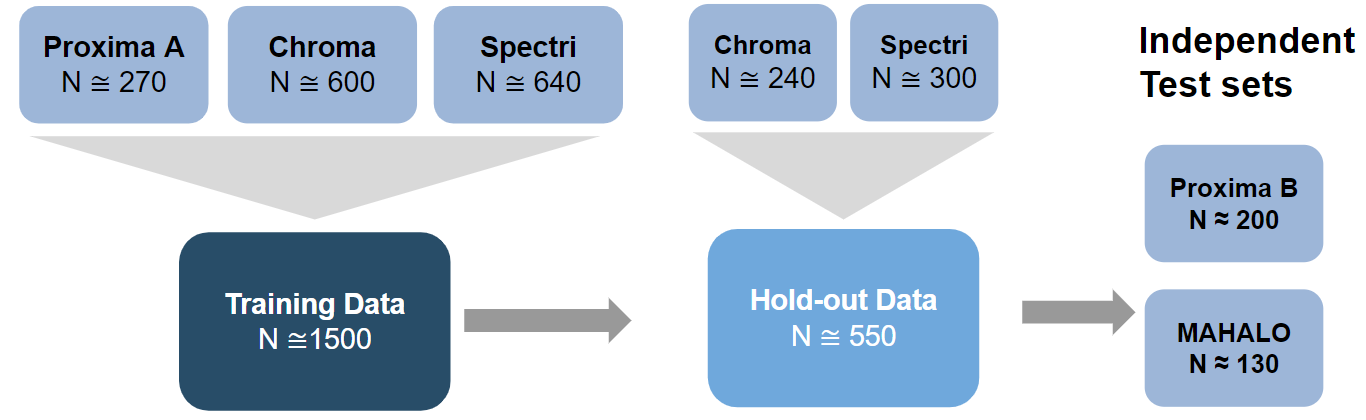 Proxima A
N ≅ 270
Chroma
N ≅ 600
Spectri
N ≅ 640
Training Data
N ≅1500
Chroma
N ≅ 240
Spectri
N ≅ 300
Hold-out Data
N ≅ 550
Independent
Test sets
Proxima B
N ≈ 200
MAHALO
N ≈ 130